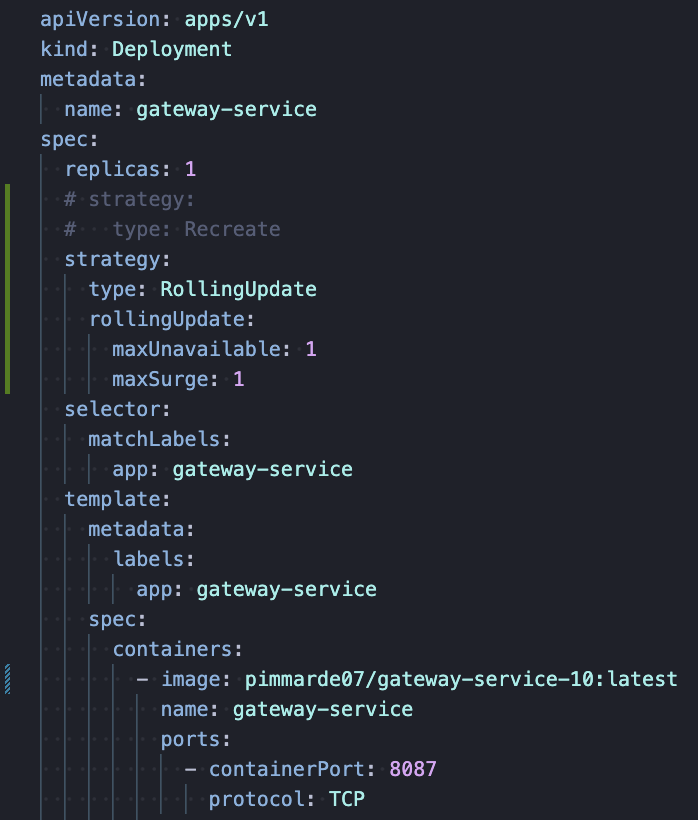 apiVersion: apps/v1
kind: Deployment
metadata:
  name: gateway-service
spec:
  replicas: 1
  # strategy:
  #   type: Recreate
  strategy:
    type: RollingUpdate
    rollingUpdate:
      maxUnavailable: 1
      maxSurge: 1
  selector:
    matchLabels:
      app: gateway-service
  template:
    metadata:
      labels:
        app: gateway-service
    spec:
      containers:
        - image: pimmarde07/gateway-service-10:latest
          name: gateway-service
          ports:
            - containerPort: 8087
              protocol: TCP